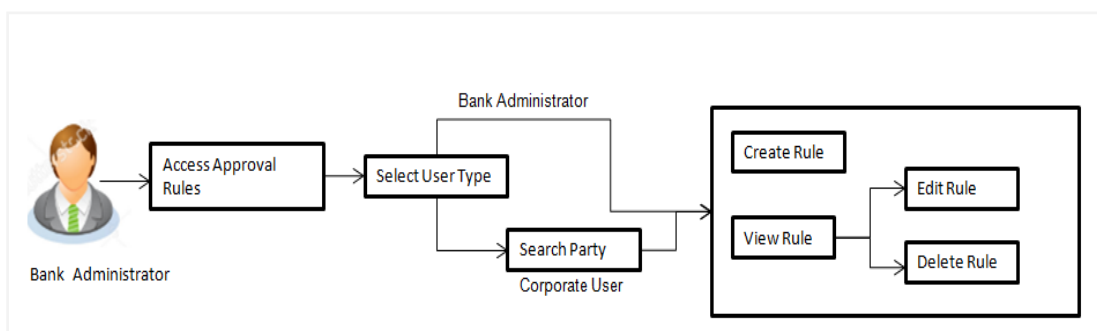 Bank Administrator
Access Approval
Rules
Select User Type
Bank Administrator
Search Party
Corporate User
Create Rule
View Rule
Edit Rule
Delete Rule